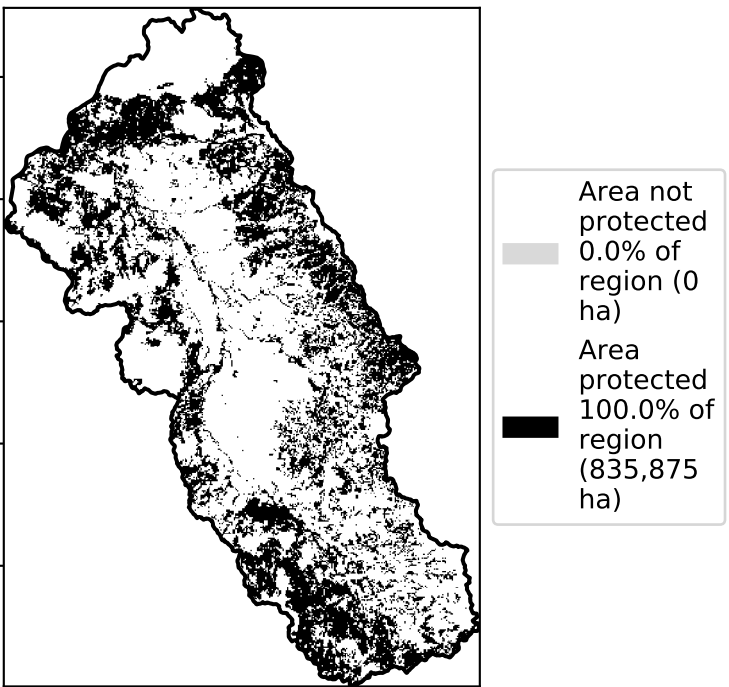 Area not
protected
0.0% of
region (0
ha)
Area
protected
100.0% of
region
(835,875
ha)